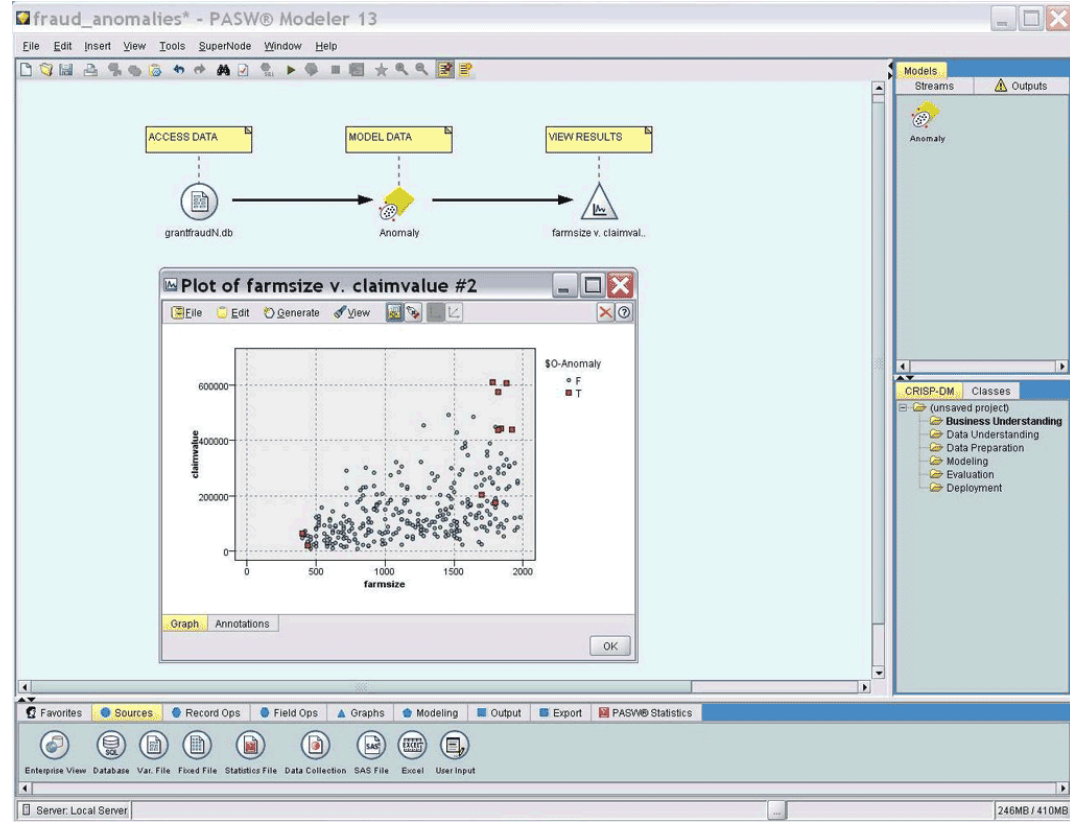 fraud_anomalies* - PASW® Modeler 13
File Edit Insert View Tools SuperNode Window Help
Models
Streams Outputs
Anomaly
ACCESS DATA MODEL DATA VIEW RESULTS
grantfraudN.db Anomaly farmsize v. claimval..
Plot of farmsize v. claimvalue #2
File Edit Generate View
$O-Anomaly
F
T
600000
400000
200000
0
claimvalue
0 500 1000 1500 2000
farmsize
Graph Annotations
OK
CRISP-DM Classes
(unsaved project)
Business Understanding
Data Understanding
Data Preparation
Modeling
Evaluation
Deployment
Favorites Sources Record Ops Field Ops Graphs Modeling Output Export PASW® Statistics
SQL SAS EXCEL
Enterprise View Database Var. File Fixed File Statistics File Data Collection SAS File Excel User Input
Server: Local Server 246MB / 410MB